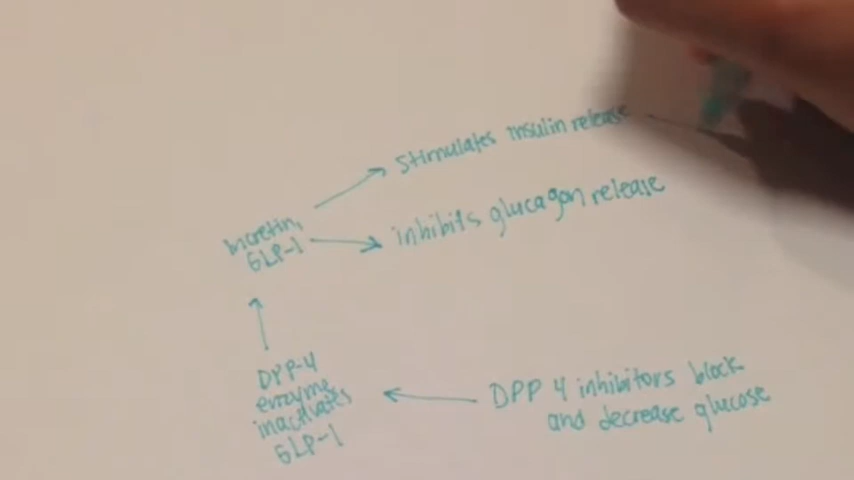 Stimulates insulin release
inhibits glucagon release
Incretin,
GLP-1
DPP-4
enzyme
inactivates
GLP-1
DPP 4 inhibitors block
and decrease glucose